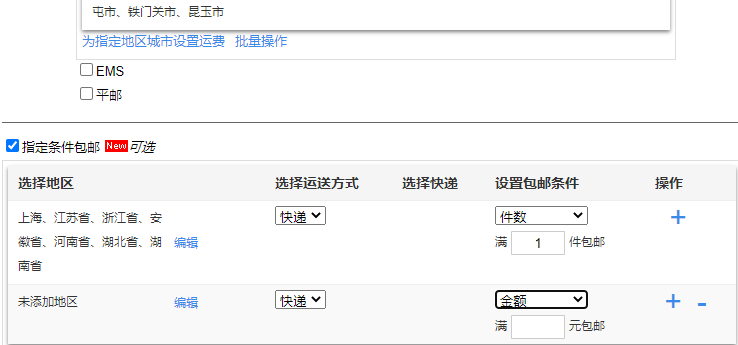 屯市、铁门关市、昆玉市
为指定地区城市设置运费 批量操作
EMS
平邮
指定条件包邮 New 可选
选择地区 选择运送方式 选择快递 设置包邮条件 操作
上海、江苏省、浙江省、安 快递 件数 +
徽省、河南省、湖北省、湖 编辑 满 1 件包邮
南省
未添加地区 编辑 快递 金额 + -
满 元包邮